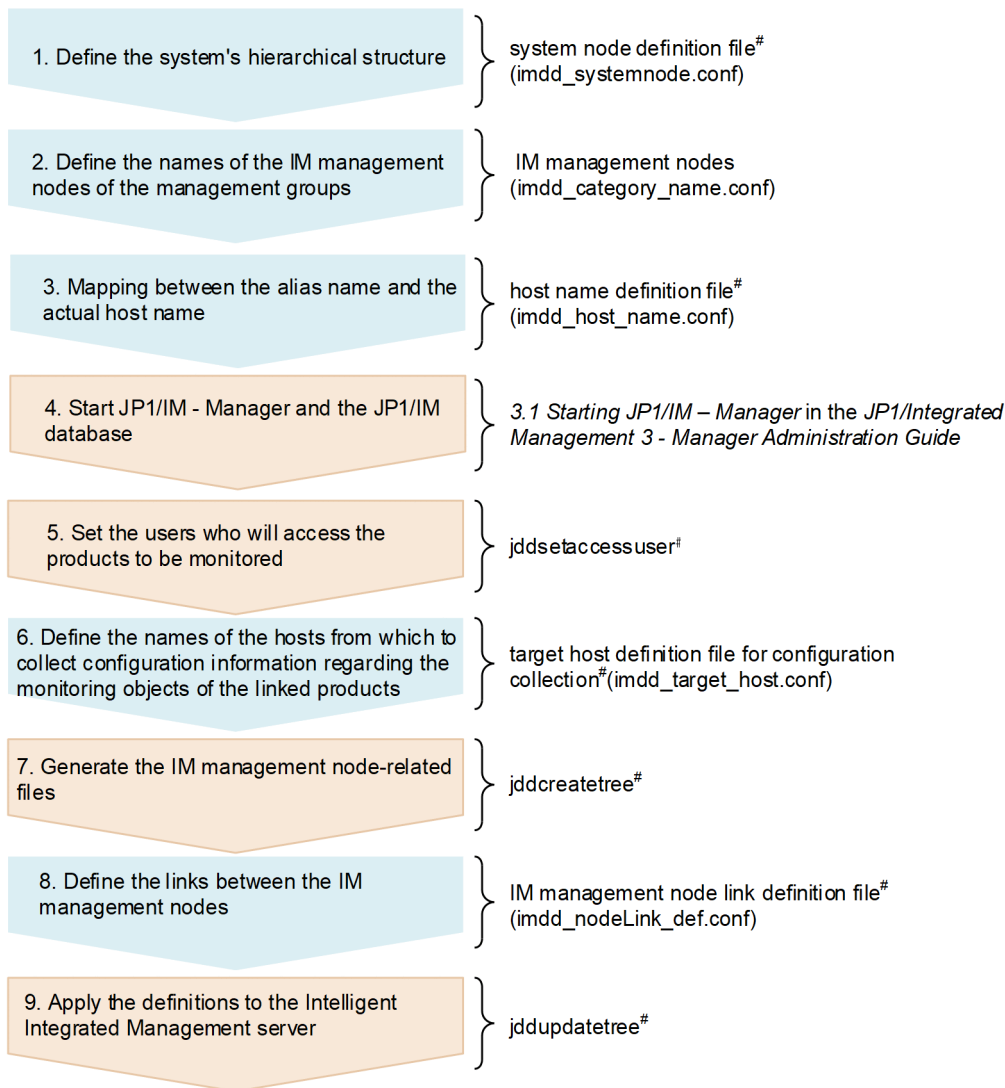 1. Define the system's hierarchical structure
system node definition file#
(imdd_systemnode.conf)
2. Define the names of the IM management
nodes of the management groups
IM management nodes
(imdd_category_name.conf)
3. Mapping between the alias name and the
actual host name
host name definition file#
(imdd_host_name.conf)
4. Start JP1/IM - Manager and the JP1/IM
database
3.1 Starting JP1/IM – Manager in the JP1/Integrated
Management 3 - Manager Administration Guide
5. Set the users who will access the
products to be monitored
jddsetaccessuser#
6. Define the names of the hosts from which to
collect configuration information regarding the
monitoring objects of the linked products
target host definition file for configuration
collection#(imdd_target_host.conf)
7. Generate the IM management node-related
files
jddcreatetree#
8. Define the links between the IM
management nodes
IM management node link definition file#
(imdd_nodeLink_def.conf)
9. Apply the definitions to the Intelligent
Integrated Management server
jddupdatetree#